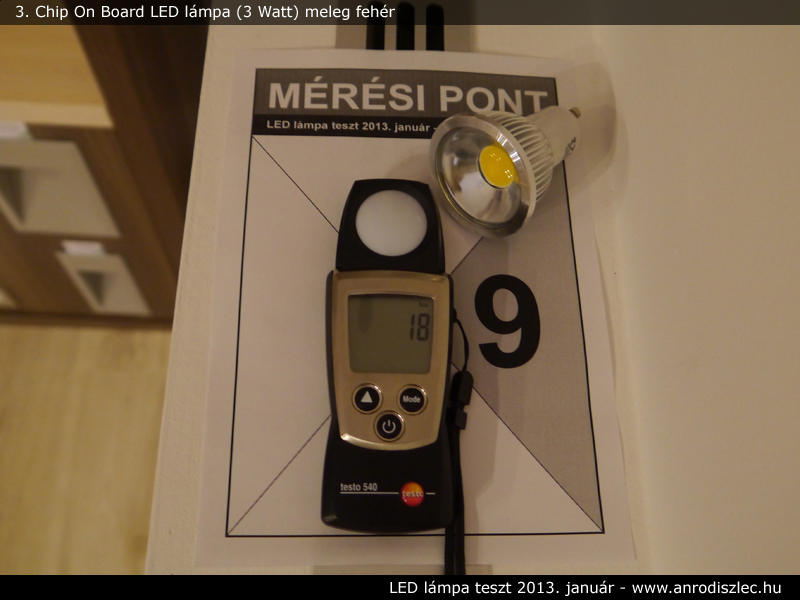 3. Chip On Board LED lámpa (3 Watt) meleg fehér
MÉRÉSI PONT
LED lámpa teszt 2013. január -
9
18
Mode
testo 540
testo
LED lámpa teszt 2013. január - www.anrodiszlec.hu